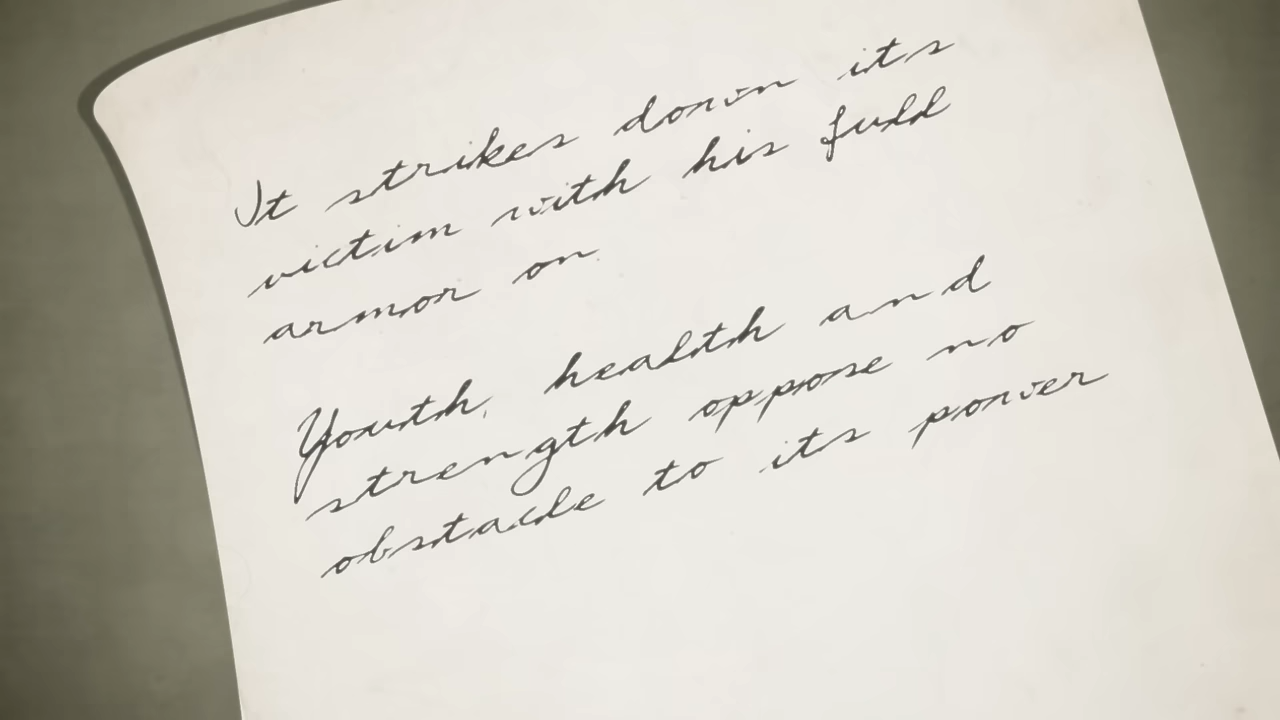 It strikes down its
victim with his full
armor on
Youth, health and
strength oppose no
obstacle to its power